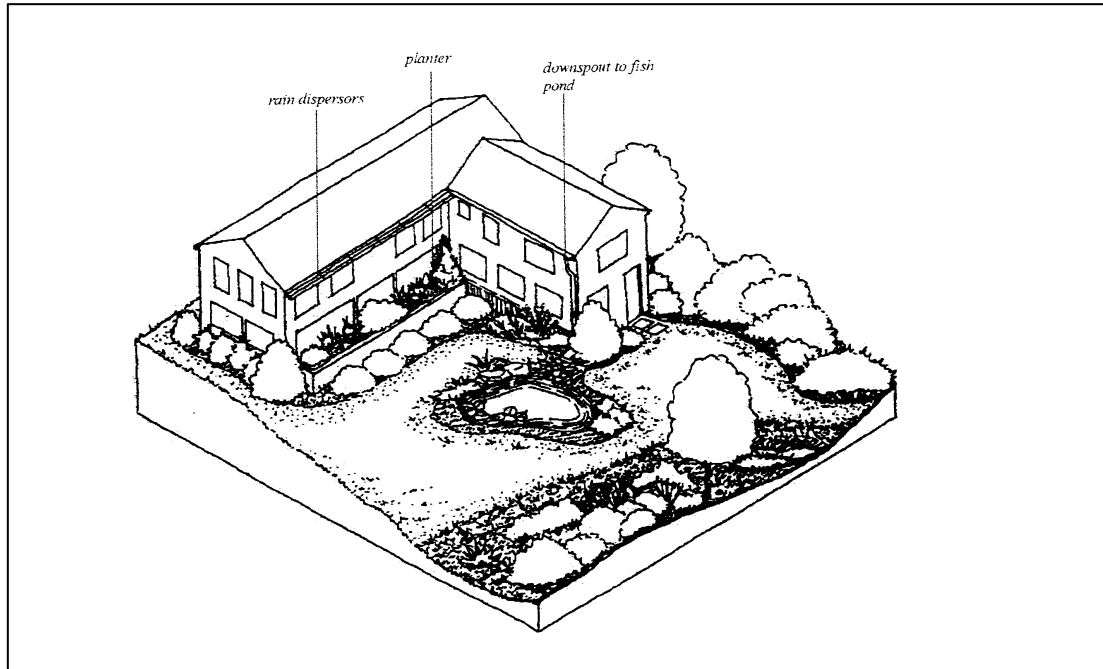 planter
downspout to fish
pond
rain dispersors